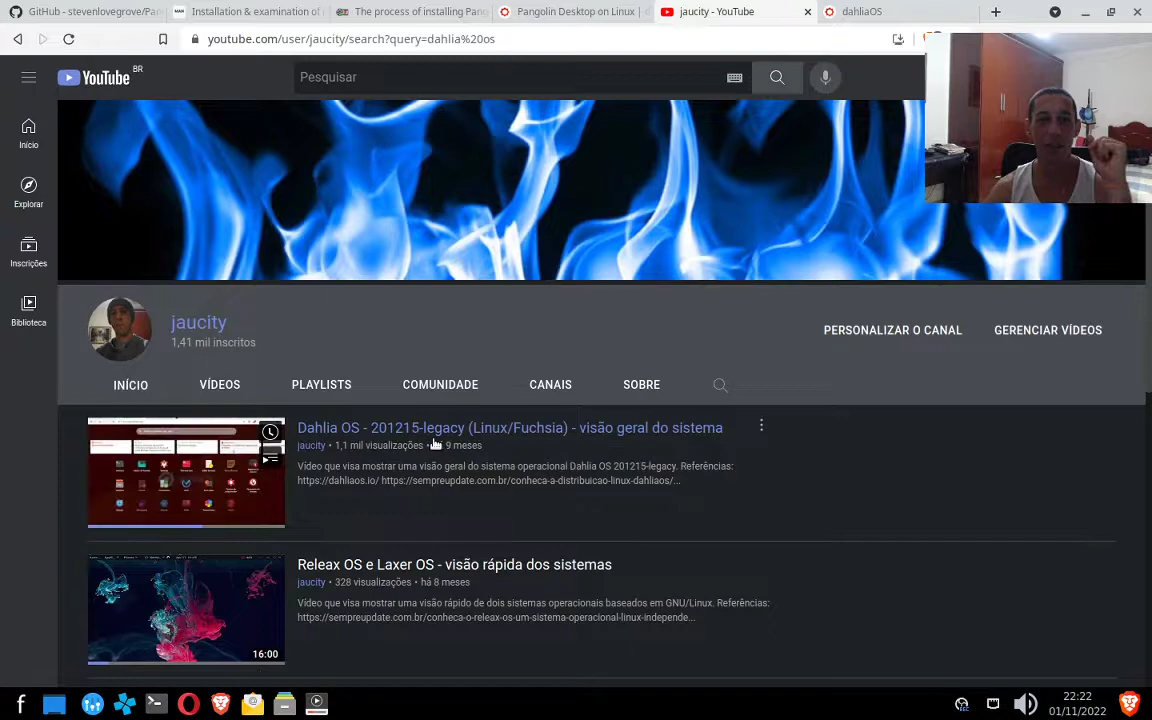 GitHub - stevenlovegrove/Pan
Installation & examination of
The process of installing Pang
Pangolin Desktop on Linux |
jaucity - YouTube
dahliaOS
youtube.com/user/jaucity/search?query=dahlia%20os
YouTube BR
Pesquisar
Início
Explorar
Inscrições
Biblioteca
jaucity
1,41 mil inscritos
PERSONALIZAR O CANAL
GERENCIAR VÍDEOS
INÍCIO
VÍDEOS
PLAYLISTS
COMUNIDADE
CANAIS
SOBRE
Dahlia OS - 201215-legacy (Linux/Fuchsia) - visão geral do sistema
jaucity • 1,1 mil visualizações • há 9 meses
Vídeo que visa mostrar uma visão geral do sistema operacional Dahlia OS 201215-legacy. Referências:
https://dahliaos.io/ https://sempreupdate.com.br/conheca-a-distribuicao-linux-dahliaos/...
Releax OS e Laxer OS - visão rápida dos sistemas
jaucity • 328 visualizações • há 8 meses
Vídeo que visa mostrar uma visão rápido de dois sistemas operacionais baseados em GNU/Linux. Referências:
https://sempreupdate.com.br/conheca-o-releax-os-um-sistema-operacional-linux-independe...
16:00
22:22
01/11/2022